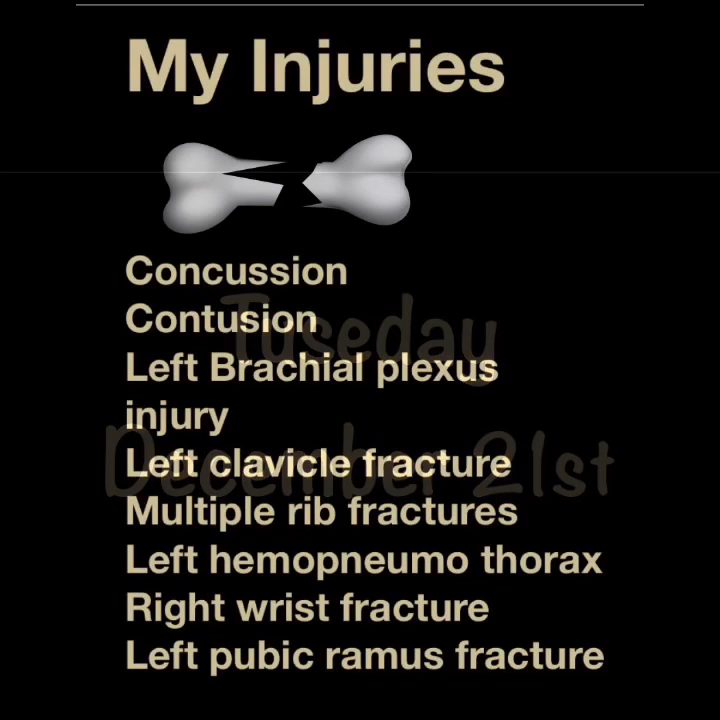 My Injuries
Concussion
Contusion
Tuseday
Left Brachial plexus
injury
December 21st
Left clavicle fracture
Multiple rib fractures
Left hemopneumo thorax
Right wrist fracture
Left pubic ramus fracture